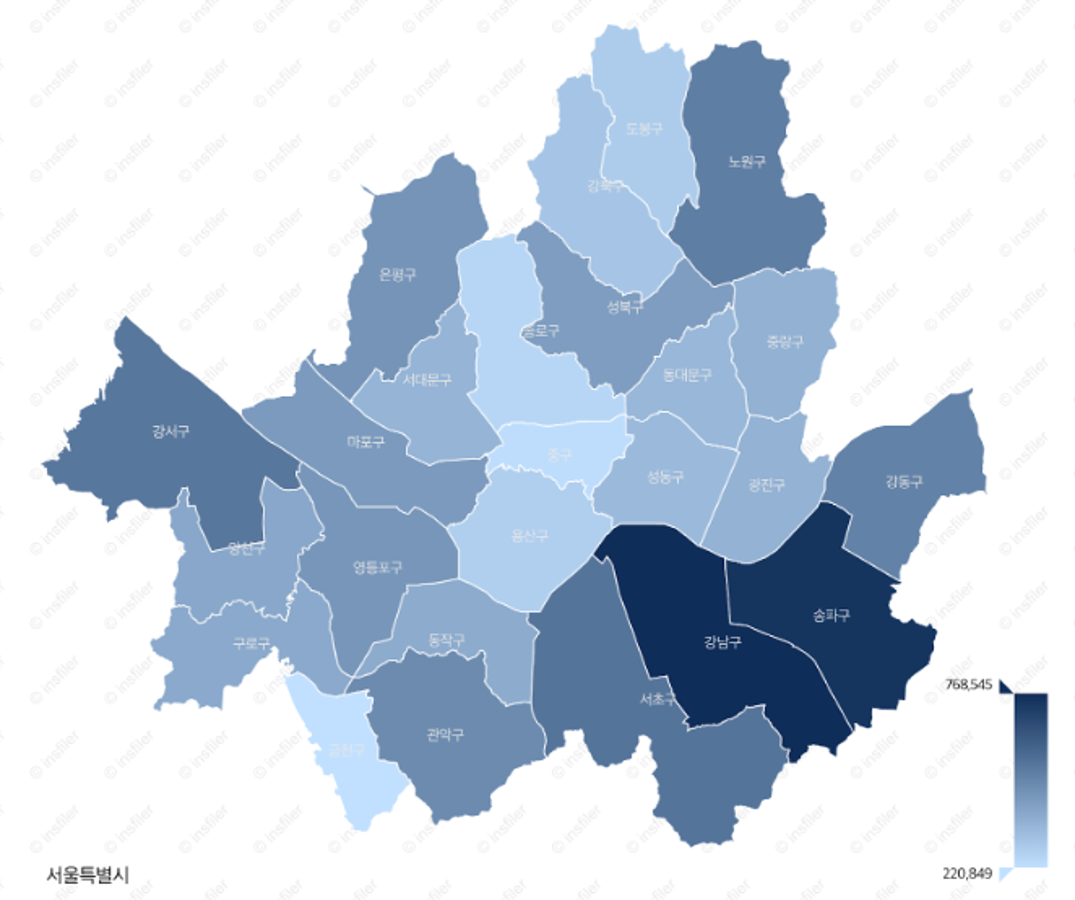 도봉구
노원구
강북구
은평구
성북구
종로구
중랑구
동대문구
서대문구
강서구
마포구
중구
성동구
광진구
강동구
용산구
양천구
영등포구
송파구
동작구
강남구
구로구
서초구
관악구
금천구
768,545
220,849
서울특별시
© insfiler